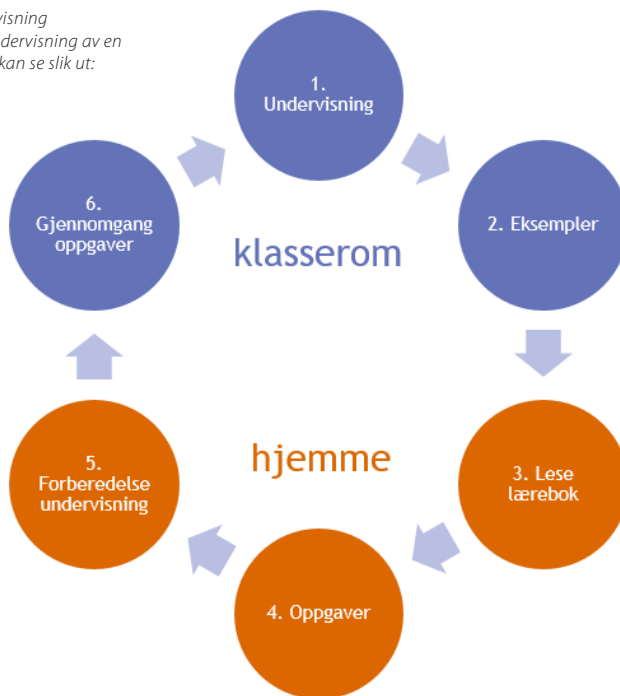 visning
dervisning av en
kan se slik ut:
1.
Undervisning
2. Eksempler
3. Lese
lærebok
4. Oppgaver
5.
Forberedelse
undervisning
6.
Gjennomgang
oppgaver
klasserom
hjemme